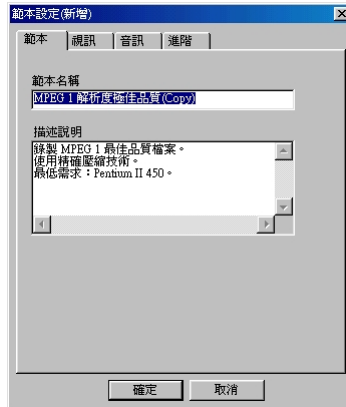 範本設定(新增)
範本 視訊 音訊 進階
範本名稱
MPEG 1 解析度極佳品質(Copy)
描述說明
錄製 MPEG 1 最佳品質檔案。
使用精確壓縮技術。
最低需求：Pentium II 450。
確定 取消